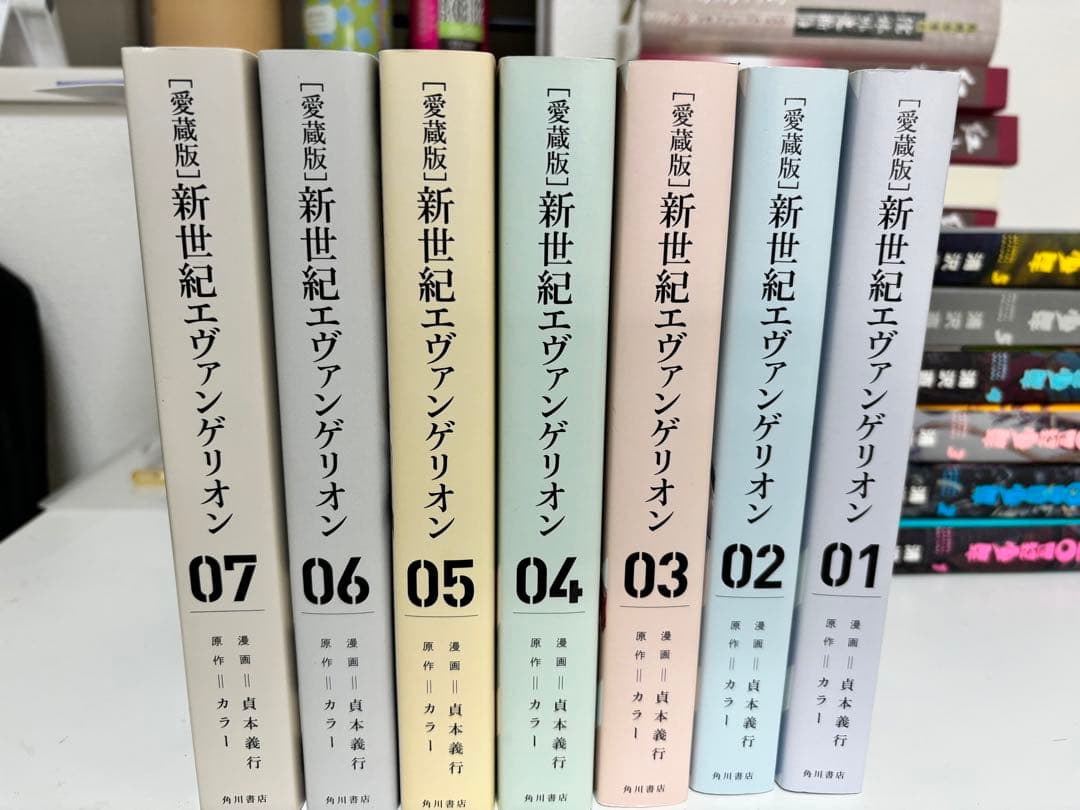 [愛蔵版]新世紀エヴァンゲリオン
07
漫画=貞本義行
原作=カラー
角川書店
[愛蔵版]新世紀エヴァンゲリオン
06
漫画=貞本義行
原作=カラー
角川書店
[愛蔵版]新世紀エヴァンゲリオン
05
漫画=貞本義行
原作=カラー
角川書店
[愛蔵版]新世紀エヴァンゲリオン
04
漫画=貞本義行
原作=カラー
角川書店
[愛蔵版]新世紀エヴァンゲリオン
03
漫画=貞本義行
原作=カラー
角川書店
[愛蔵版]新世紀エヴァンゲリオン
02
漫画=貞本義行
原作=カラー
角川書店
[愛蔵版]新世紀エヴァンゲリオン
01
漫画=貞本義行
原作=カラー
角川書店